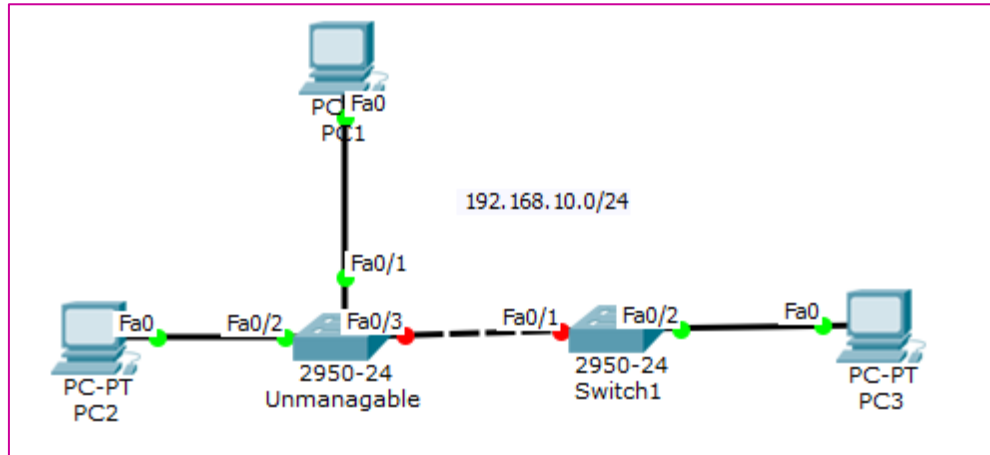 PC
Fa0
PC1
192.168.10.0/24
Fa0/1
Fa0
Fa0/2
Fa0/3
Fa0/1
Fa0/2
Fa0
PC-PT
PC2
2950-24
Unmanagable
2950-24
Switch1
PC-PT
PC3